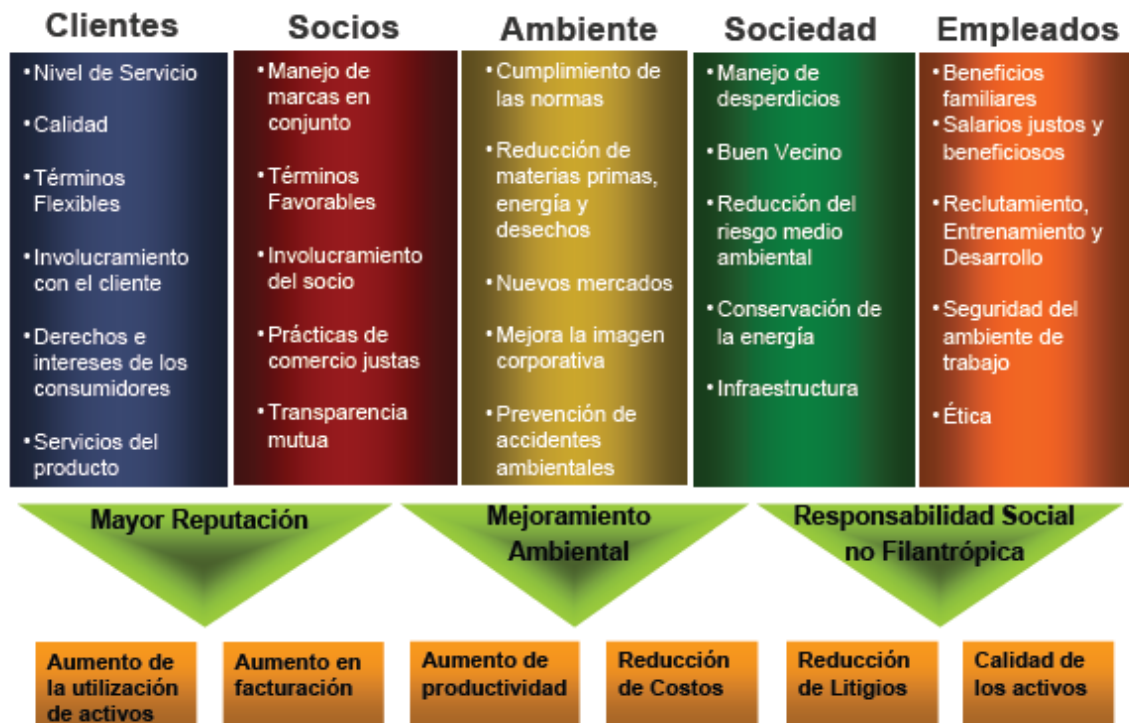 Clientes
• Nivel de Servicio
• Calidad
• Términos
Flexibles
• Involucramiento
con el cliente
• Derechos e
intereses de los
consumidores
• Servicios del
producto
Socios
• Manejo de
marcas en
conjunto
• Términos
Favorables
• Involucramiento
del socio
• Prácticas de
comercio justas
• Transparencia
mutua
Ambiente
• Cumplimiento de
las normas
• Reducción de
materias primas,
energía y
desechos
• Nuevos mercados
• Mejora la imagen
corporativa
• Prevención de
accidentes
ambientales
Sociedad
• Manejo de
desperdicios
• Buen Vecino
• Reducción del
riesgo medio
ambiental
• Conservación de
la energía
• Infraestructura
Empleados
• Beneficios
familiares
• Salarios justos y
beneficiosos
• Reclutamiento,
Entrenamiento y
Desarrollo
• Seguridad del
ambiente de
trabajo
• Ética
Mayor Reputación
Mejoramiento
Ambiental
Responsabilidad Social
no Filantrópica
Aumento de
la utilización
de activos
Aumento en
facturación
Aumento de
productividad
Reducción
de Costos
Reducción
de Litigios
Calidad de
los activos